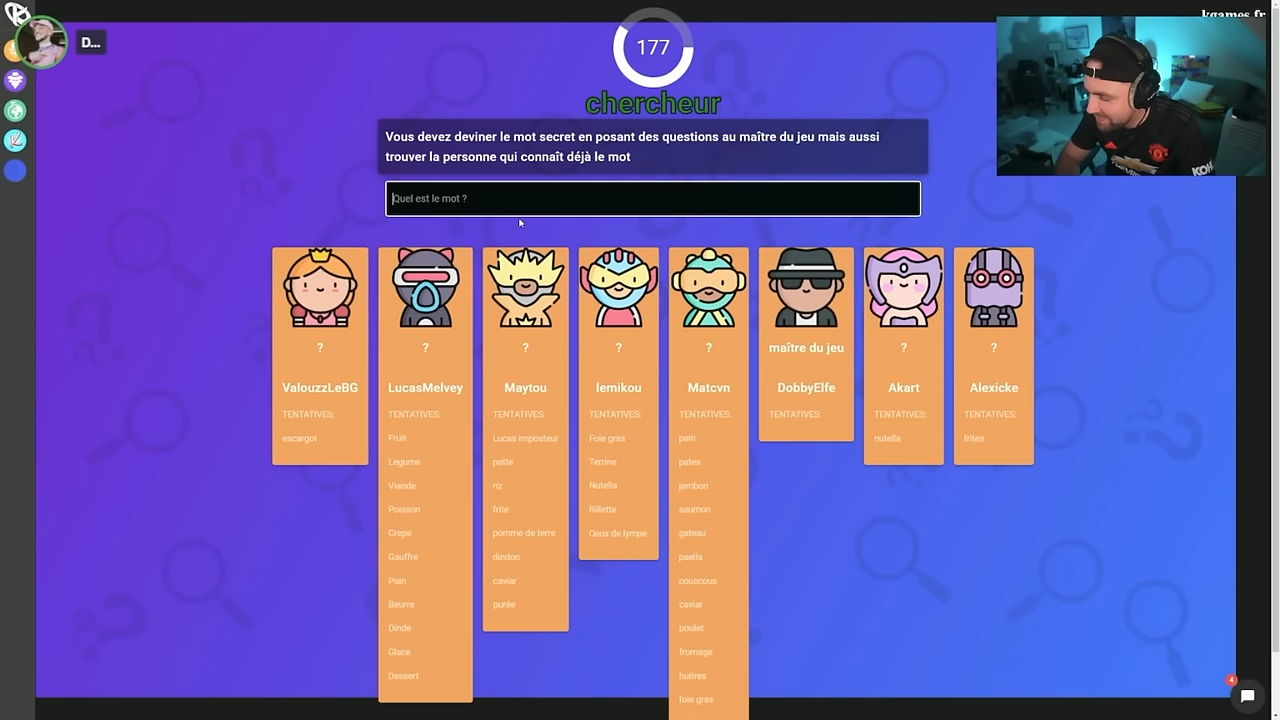 kgames.fr
D...
177
chercheur
Vous devez deviner le mot secret en posant des questions au maître du jeu mais aussi
trouver la personne qui connaît déjà le mot
Quel est le mot ?
?
ValouzzLeBG
TENTATIVES:
escargot
?
LucasMelvey
TENTATIVES:
Fruit
Legume
Viande
Poisson
Crepe
Gauffre
Pain
Beurre
Dinde
Glace
Dessert
?
Maytou
TENTATIVES:
Lucas imposteur
patte
riz
frite
pomme de terre
dindon
caviar
purée
?
lemikou
TENTATIVES:
Foie gras
Terrine
Nutella
Rillette
Oeux de lympe
?
Matcvn
TENTATIVES:
pain
pates
jambon
saumon
gateau
paella
couscous
caviar
poulet
fromage
huitres
foie gras
maître du jeu
DobbyElfe
TENTATIVES:
?
Akart
TENTATIVES:
nutella
?
Alexicke
TENTATIVES:
frites
4